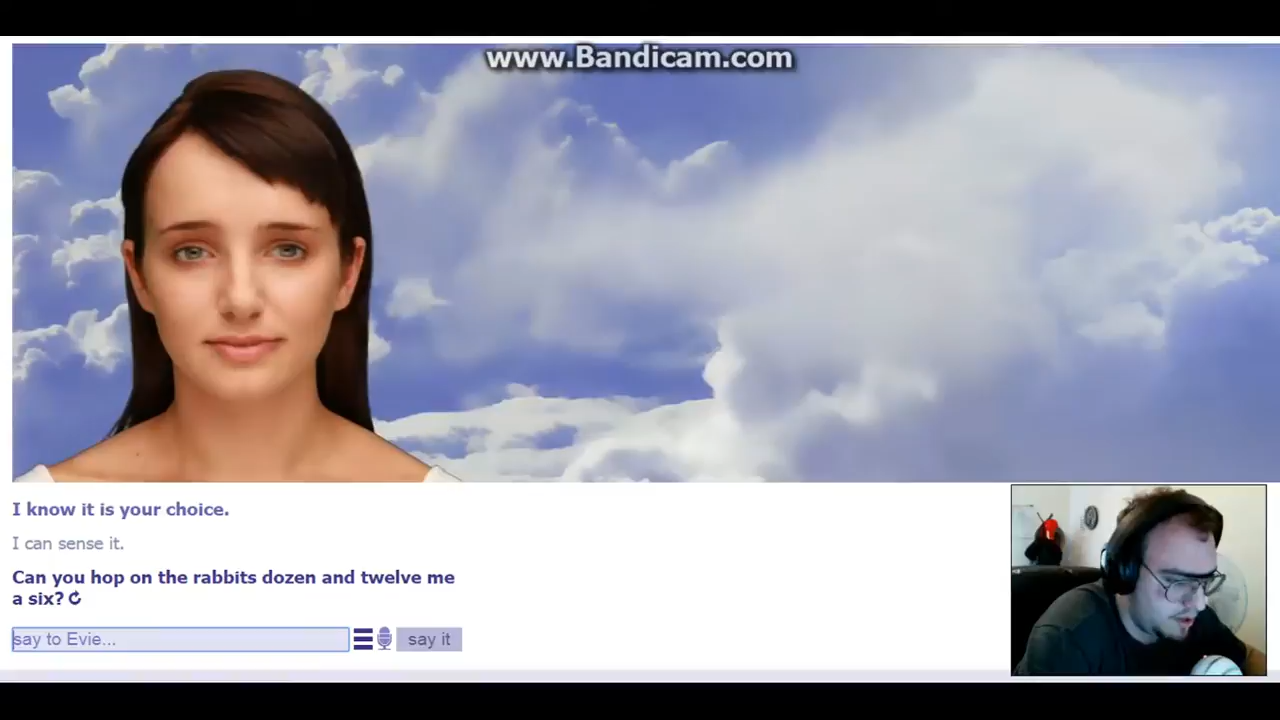 www.Bandicam.com
I know it is your choice.
I can sense it.
Can you hop on the rabbits dozen and twelve me
a six?
say to Evie...
say it